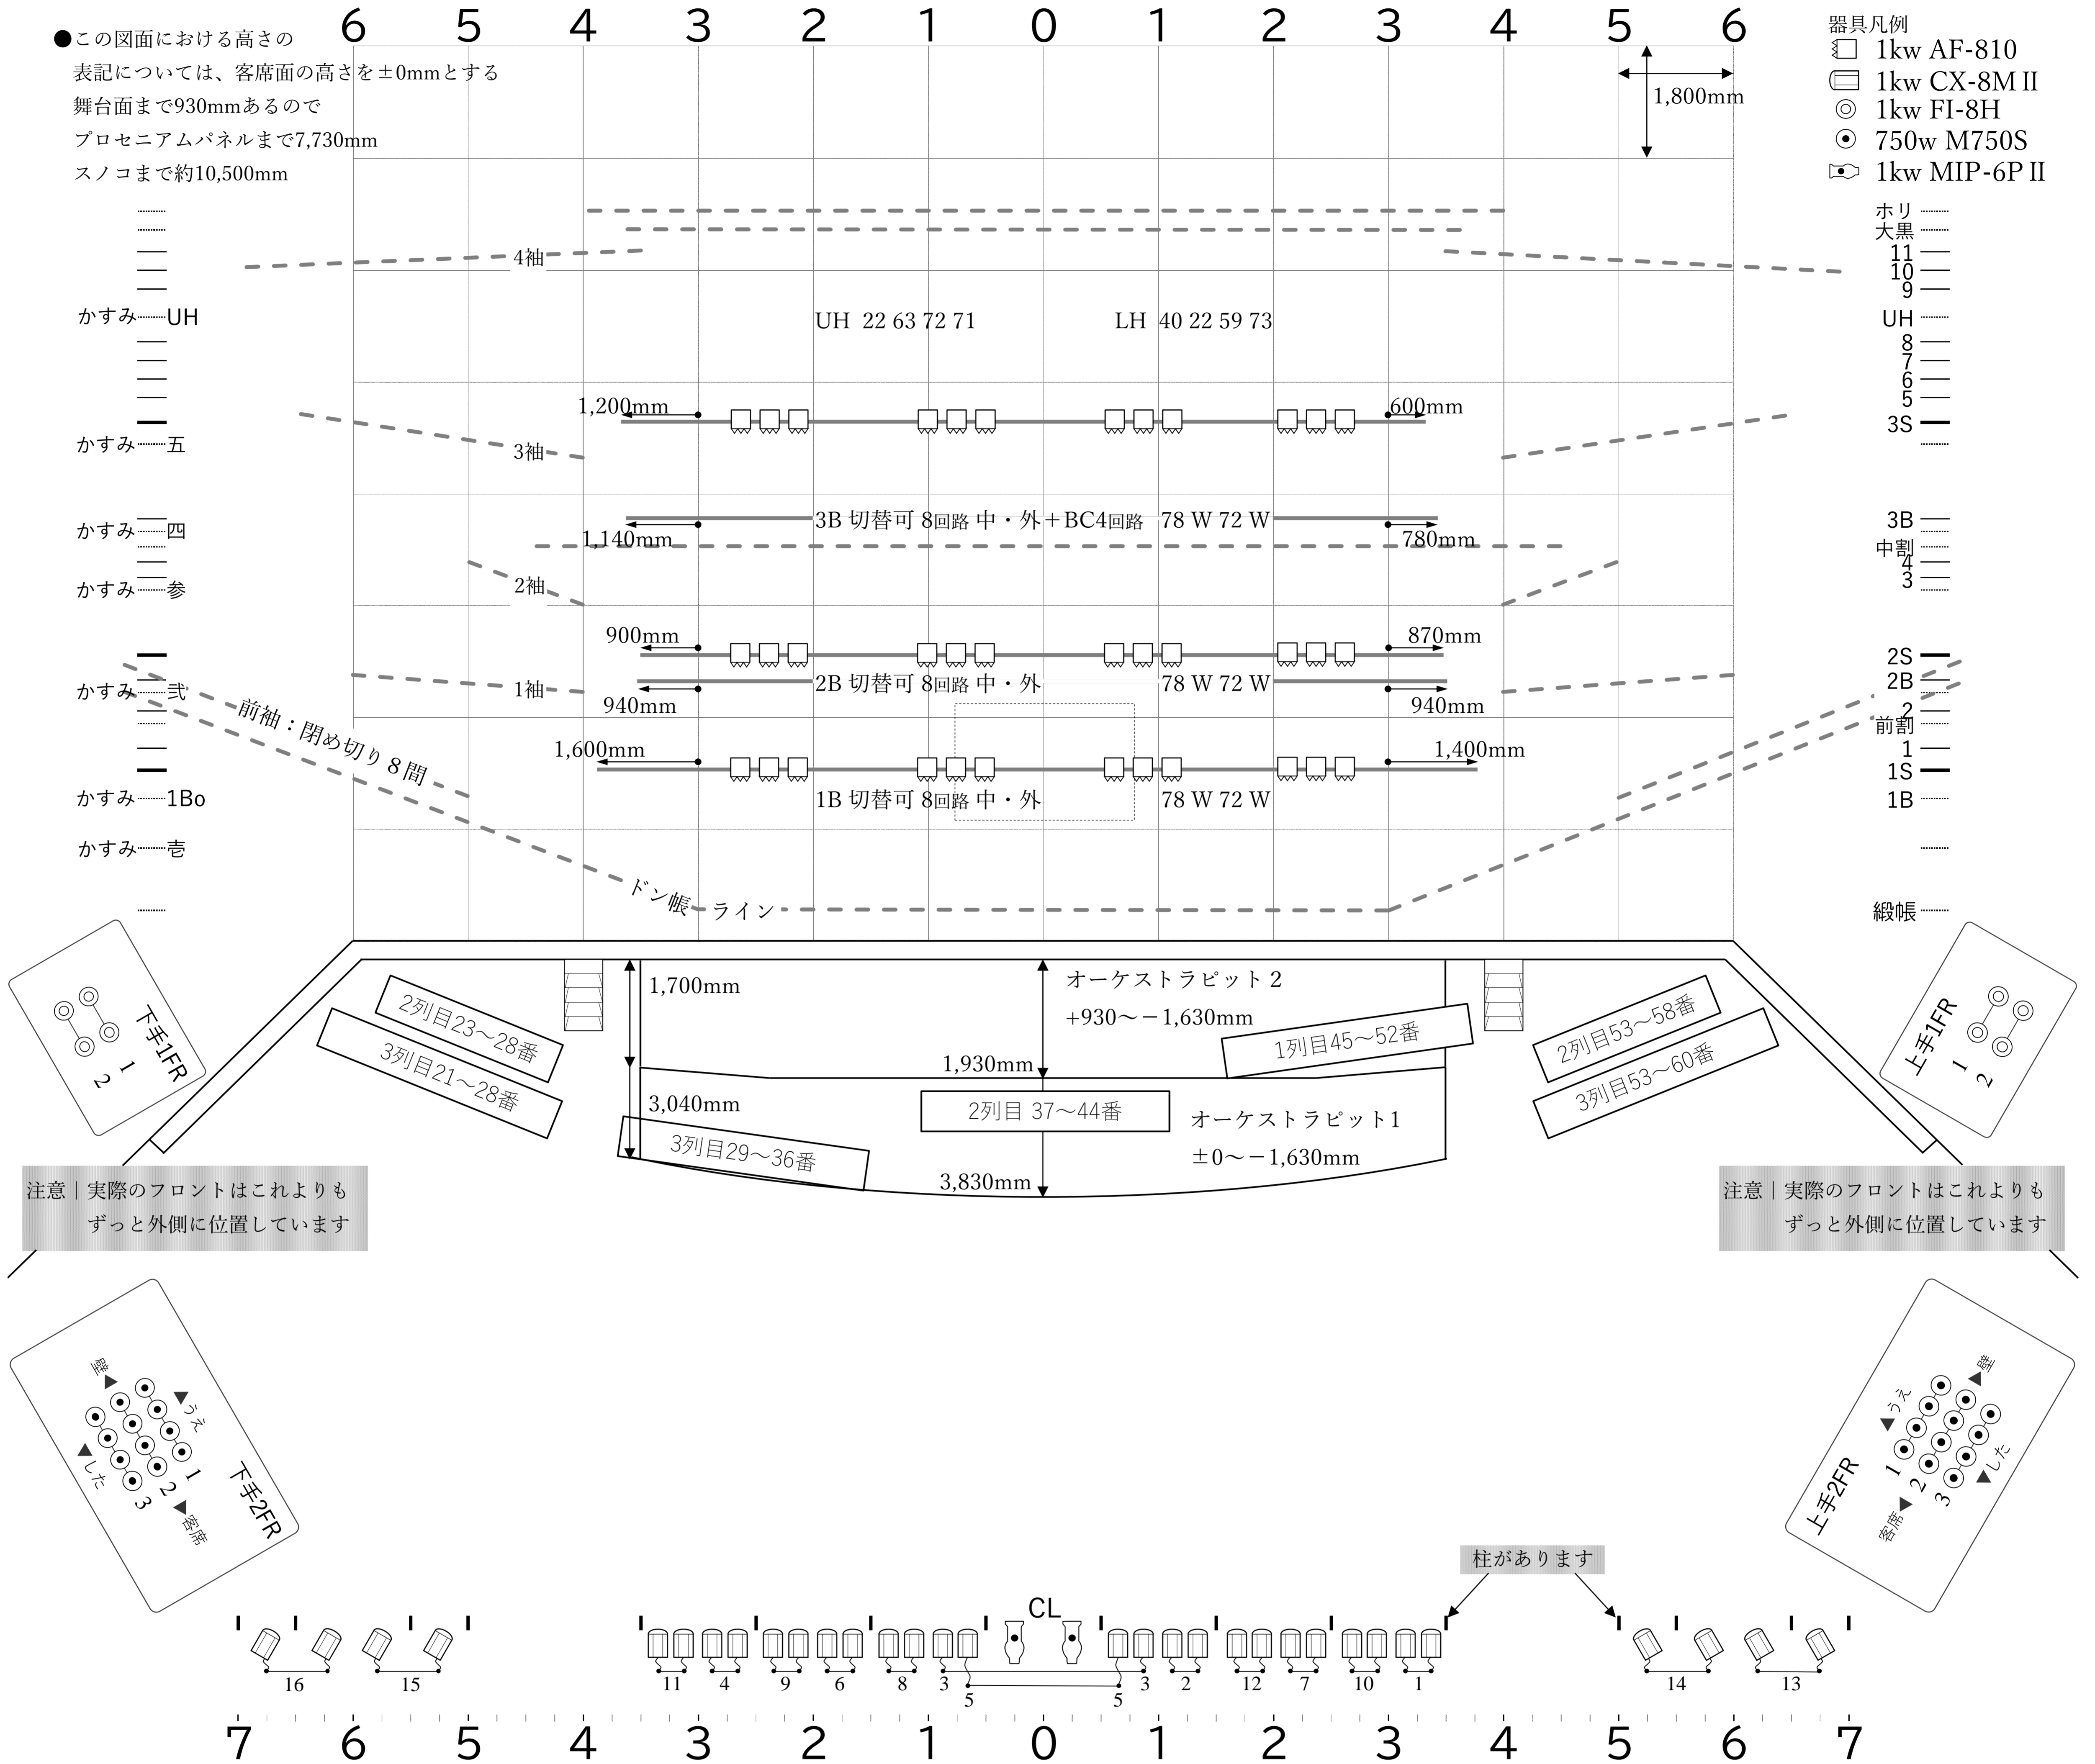 6 5 4 3 2 1 0 1 2 3 4 5 6
●この図面における高さの
表記については、客席面の高さを±0mmとする
舞台面まで930mmあるので
プロセニアムパネルまで7,730mm
スノコまで約10,500mm
器具凡例
1kw AF-810
1kw CX-8MⅡ
1kw FI-8H
750w M750S
1kw MIP-6PⅡ
1,800mm
ホリ
大黒
4袖
11
10
9
かすみ UH
UH 22 63 72 71
LH 40 22 59 73
UH
8
7
6
5
1,200mm
600mm
3S
かすみ 五
3袖
かすみ 四
3B 切替可 8回路 中・外+BC4回路 78 W 72 W
3B
1,140mm
780mm
中割
4
3
かすみ 参
2袖
900mm
870mm
2S
かすみ 弐
1袖
2B 切替可 8回路 中・外 78 W 72 W
2B
940mm
940mm
2
前割
前袖:閉め切り8間
1,600mm
1,400mm
1
1S
かすみ 1Bo
1B 切替可 8回路 中・外 78 W 72 W
1B
かすみ 壱
ドン帳 ライン
緞帳
下手1FR
1
2
上手1FR
1
2
2列目23～28番
3列目21～28番
1,700mm
オーケストラピット2
+930～－1,630mm
1,930mm
1列目45～52番
2列目53～58番
3列目53～60番
3,040mm
2列目 37～44番
オーケストラピット1
±0～－1,630mm
3列目29～36番
3,830mm
注意｜実際のフロントはこれよりも
ずっと外側に位置しています
注意｜実際のフロントはこれよりも
ずっと外側に位置しています
壁
うえ
した
1
2
3
客席
下手2FR
壁
うえ
した
1
2
3
客席
上手2FR
柱があります
CL
16 15 11 4 9 6 8 3 3 2 12 7 10 1 14 13
5 5
7 6 5 4 3 2 1 0 1 2 3 4 5 6 7